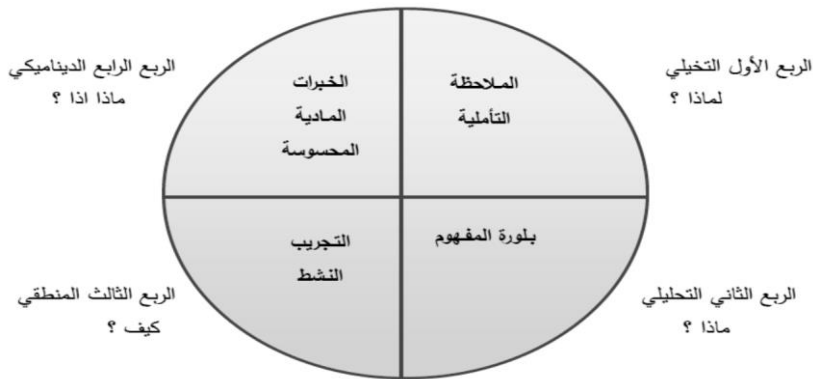 الربع الأول التخيلي
لماذا ؟
الملاحظة
التأملية
الخبرات
المادية
المحسوسة
الربع الرابع الديناميكي
ماذا اذا ؟
الربع الثاني التحليلي
ماذا ؟
بلورة المفهوم
التجريب
النشط
الربع الثالث المنطقي
كيف ؟